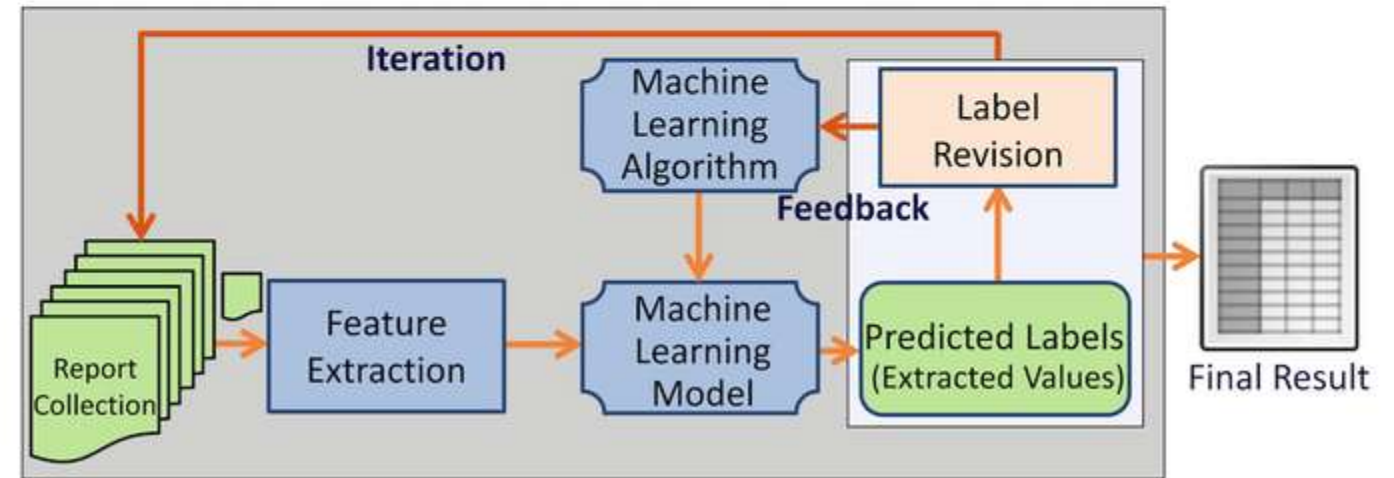 Iteration
Machine
Learning
Algorithm
Label
Revision
Feedback
Report
Collection
Feature
Extraction
Machine
Learning
Model
Predicted Labels
(Extracted Values)
Final Result